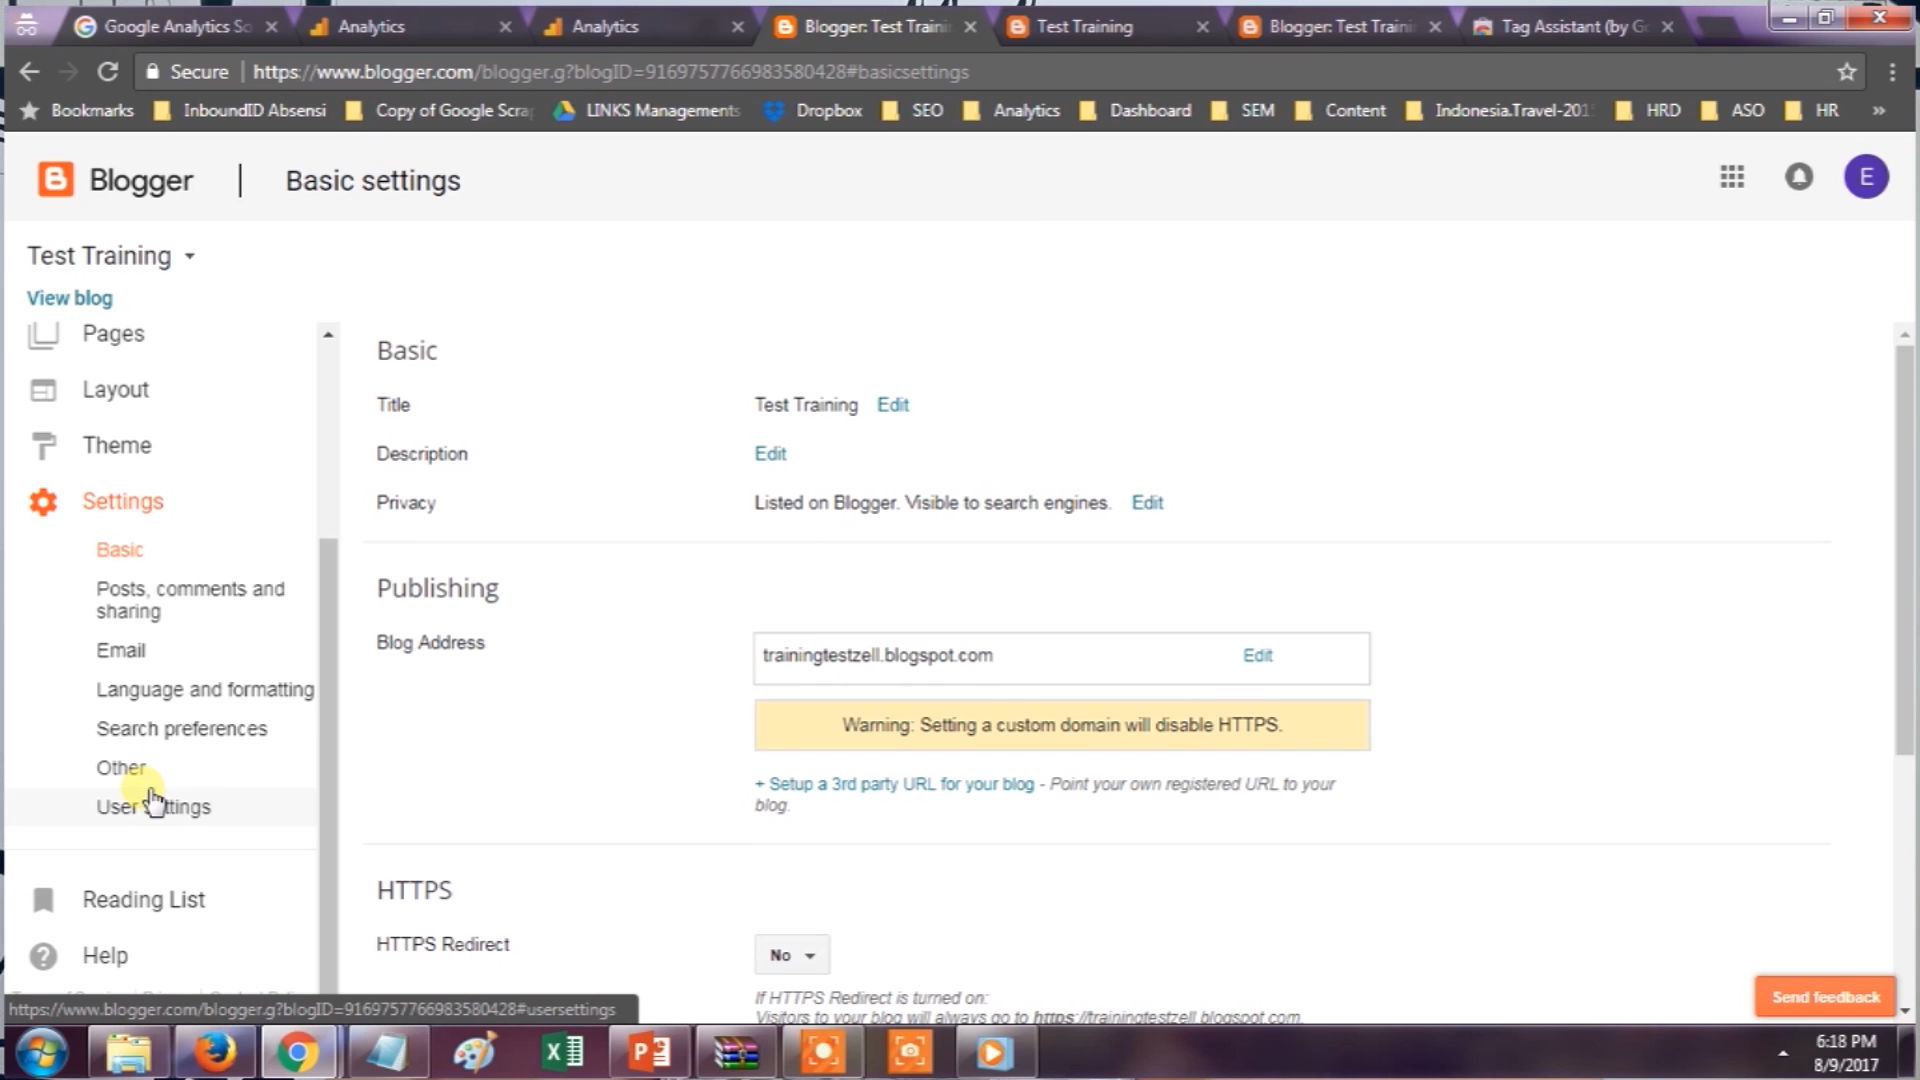 Google Analytics So
Analytics
Analytics
Blogger: Test Traini
Test Training
Blogger: Test Traini
Tag Assistant (by Go
Secure
https://www.blogger.com/blogger.g?blogID=9169757766983580428#basicsettings
Bookmarks
InboundID Absensi
Copy of Google Scra
LINKS Managements
Dropbox
SEO
Analytics
Dashboard
SEM
Content
Indonesia.Travel-2015
HRD
ASO
HR
»
Blogger
Basic settings
E
Test Training
View blog
Pages
Layout
Theme
Settings
Basic
Posts, comments and
sharing
Email
Language and formatting
Search preferences
Other
User Settings
Reading List
Help
Basic
Title
Test Training Edit
Description
Edit
Privacy
Listed on Blogger. Visible to search engines. Edit
Publishing
Blog Address
trainingtestzell.blogspot.com Edit
Warning: Setting a custom domain will disable HTTPS.
+ Setup a 3rd party URL for your blog - Point your own registered URL to your
blog.
HTTPS
HTTPS Redirect
No
If HTTPS Redirect is turned on:
Visitors to your blog will always go to https://trainingtestzell.blogspot.com.
Send feedback
https://www.blogger.com/blogger.g?blogID=9169757766983580428#usersettings
6:18 PM
8/9/2017